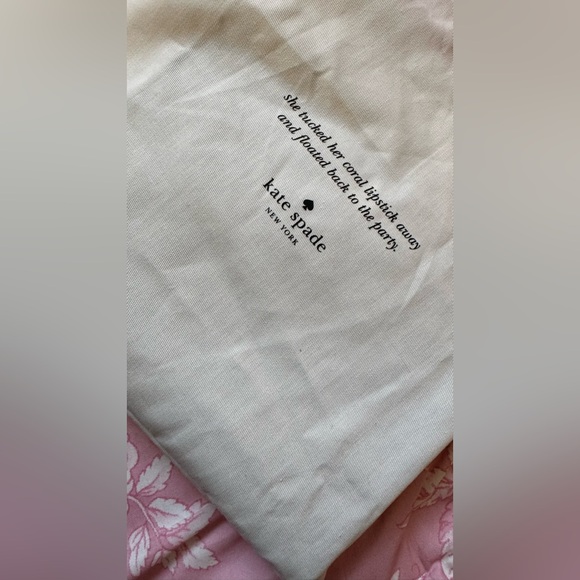 she tucked her coral lipstick away
and floated back to the party.
kate spade
NEW YORK